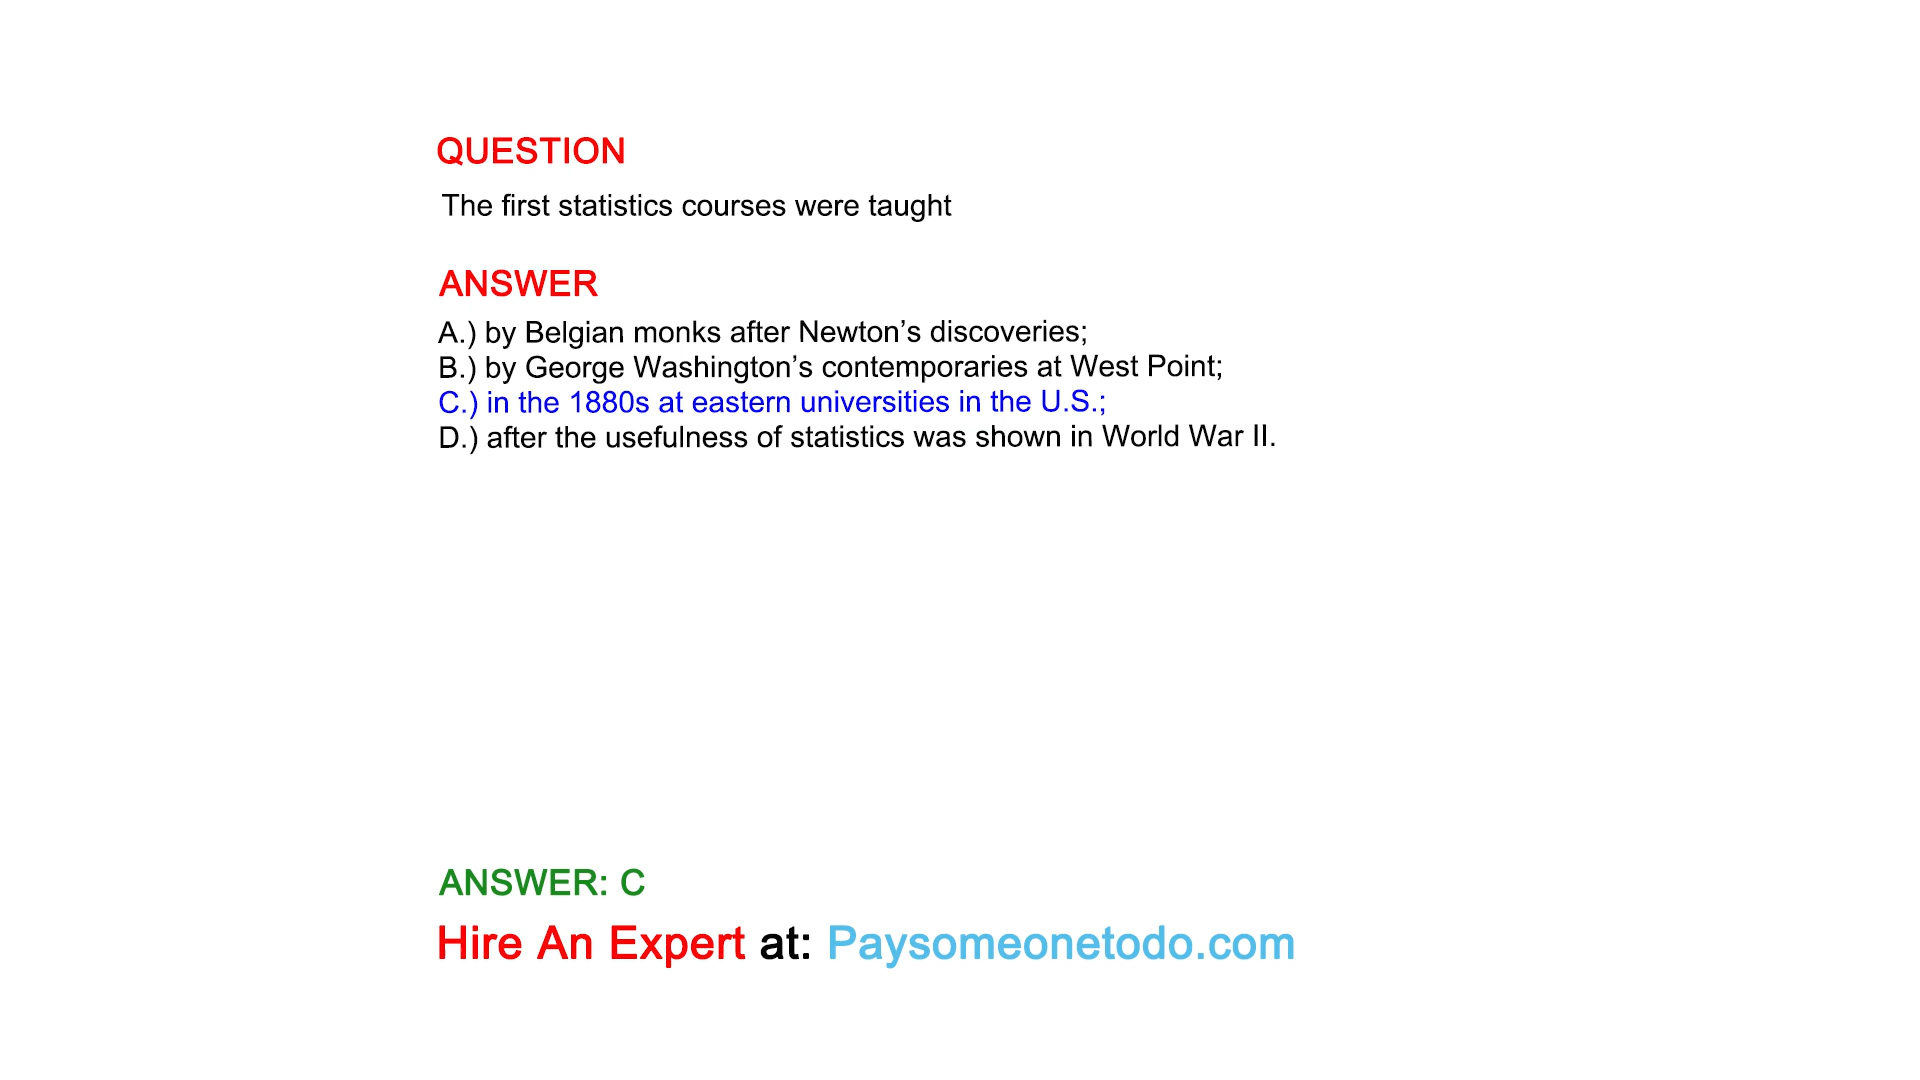 QUESTION
The first statistics courses were taught
ANSWER
A.) by Belgian monks after Newton’s discoveries;
B.) by George Washington’s contemporaries at West Point;
C.) in the 1880s at eastern universities in the U.S.;
D.) after the usefulness of statistics was shown in World War II.
ANSWER: C
Hire An Expert at: Paysomeonetodo.com